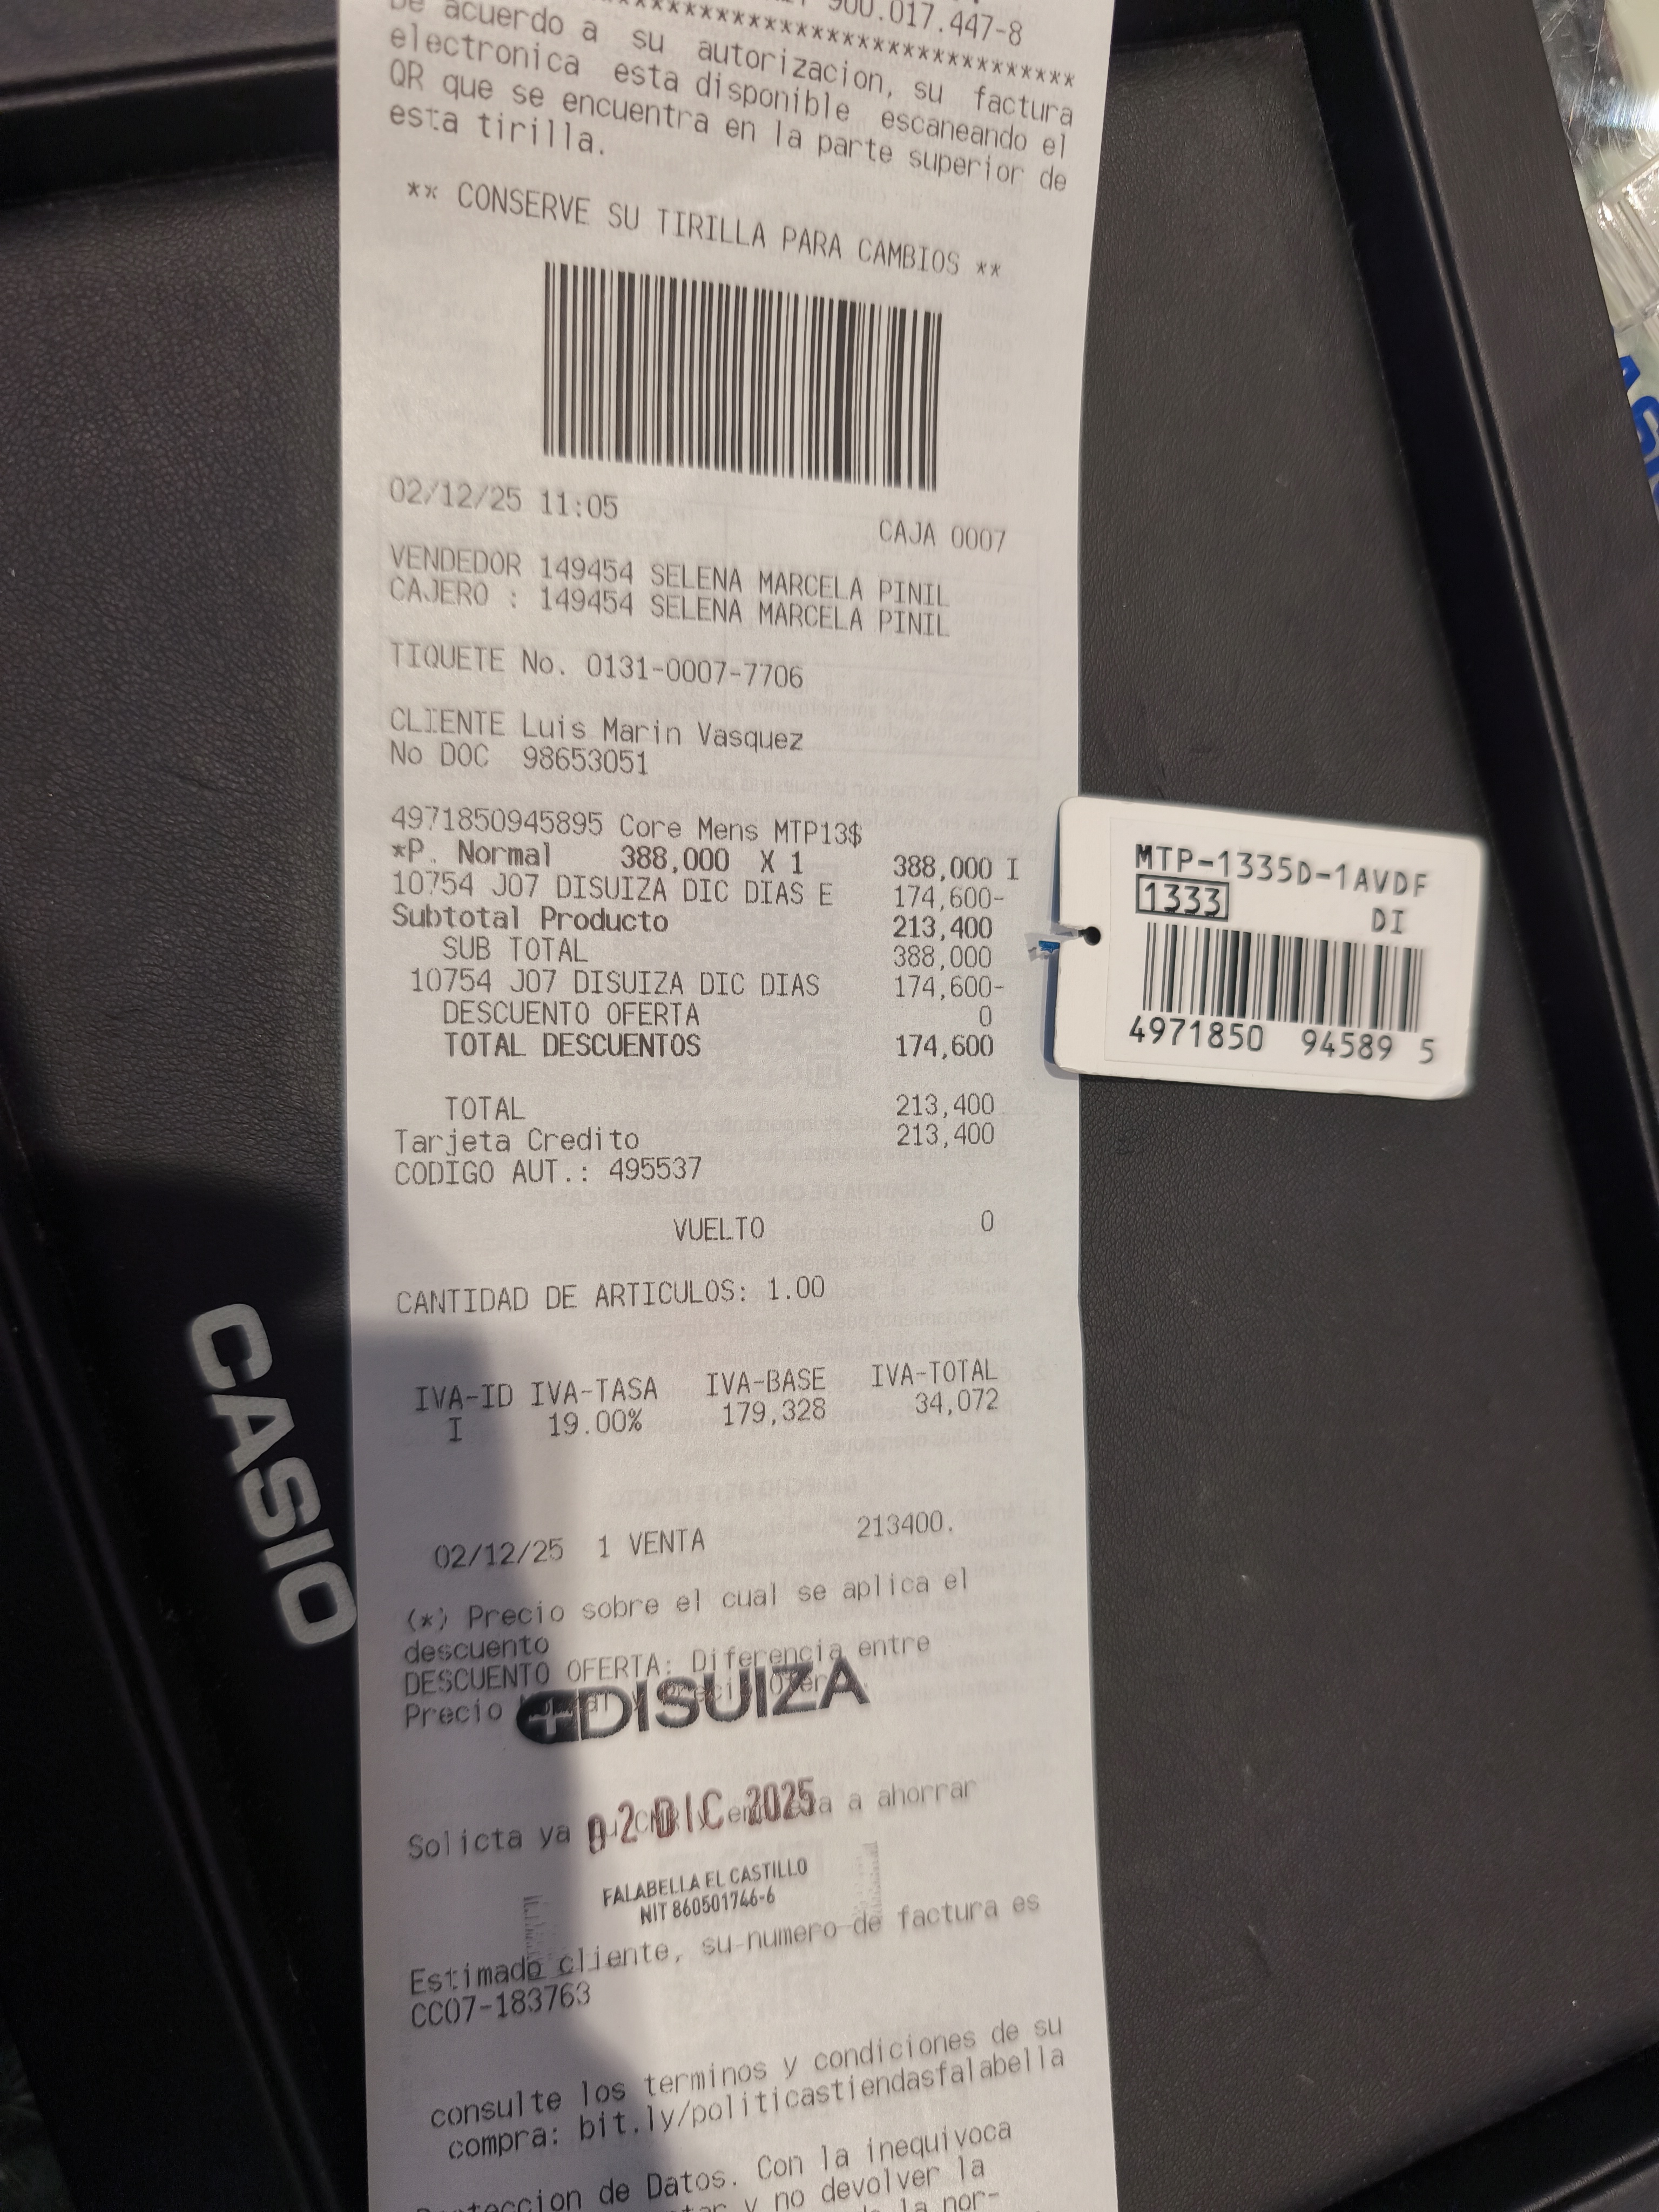 900.017.447-8
************************************
De acuerdo a su autorizacion, su factura
electronica esta disponible escaneando el
QR que se encuentra en la parte superior de
esta tirilla.
** CONSERVE SU TIRILLA PARA CAMBIOS **
02/12/25 11:05 CAJA 0007
VENDEDOR 149454 SELENA MARCELA PINIL
CAJERO : 149454 SELENA MARCELA PINIL
TIQUETE No. 0131-0007-7706
CLIENTE Luis Marin Vasquez
No DOC 98653051
4971850945895 Core Mens MTP13$
*P. Normal 388,000 X 1 388,000 I
10754 J07 DISUIZA DIC DIAS E 174,600-
Subtotal Producto 213,400
SUB TOTAL 388,000
10754 J07 DISUIZA DIC DIAS 174,600-
DESCUENTO OFERTA 0
TOTAL DESCUENTOS 174,600
TOTAL 213,400
Tarjeta Credito 213,400
CODIGO AUT.: 495537
VUELTO 0
CANTIDAD DE ARTICULOS: 1.00
IVA-ID IVA-TASA IVA-BASE IVA-TOTAL
I 19.00% 179,328 34,072
02/12/25 1 VENTA 213400.
(*) Precio sobre el cual se aplica el
descuento
DESCUENTO OFERTA: Diferencia entre
Precio
DISUIZA
Solicta ya a ahorrar
02 DIC 2025
FALABELLA EL CASTILLO
NIT 860501746-6
Estimado cliente, su numero de factura es
CC07-183763
consulte los terminos y condiciones de su
compra: bit.ly/politicastiendasfalabella
de Datos. Con la inequivoca
y no devolver la
la nor-
MTP-1335D-1AVDF
1333
DI
4971850 94589 5
CASIO